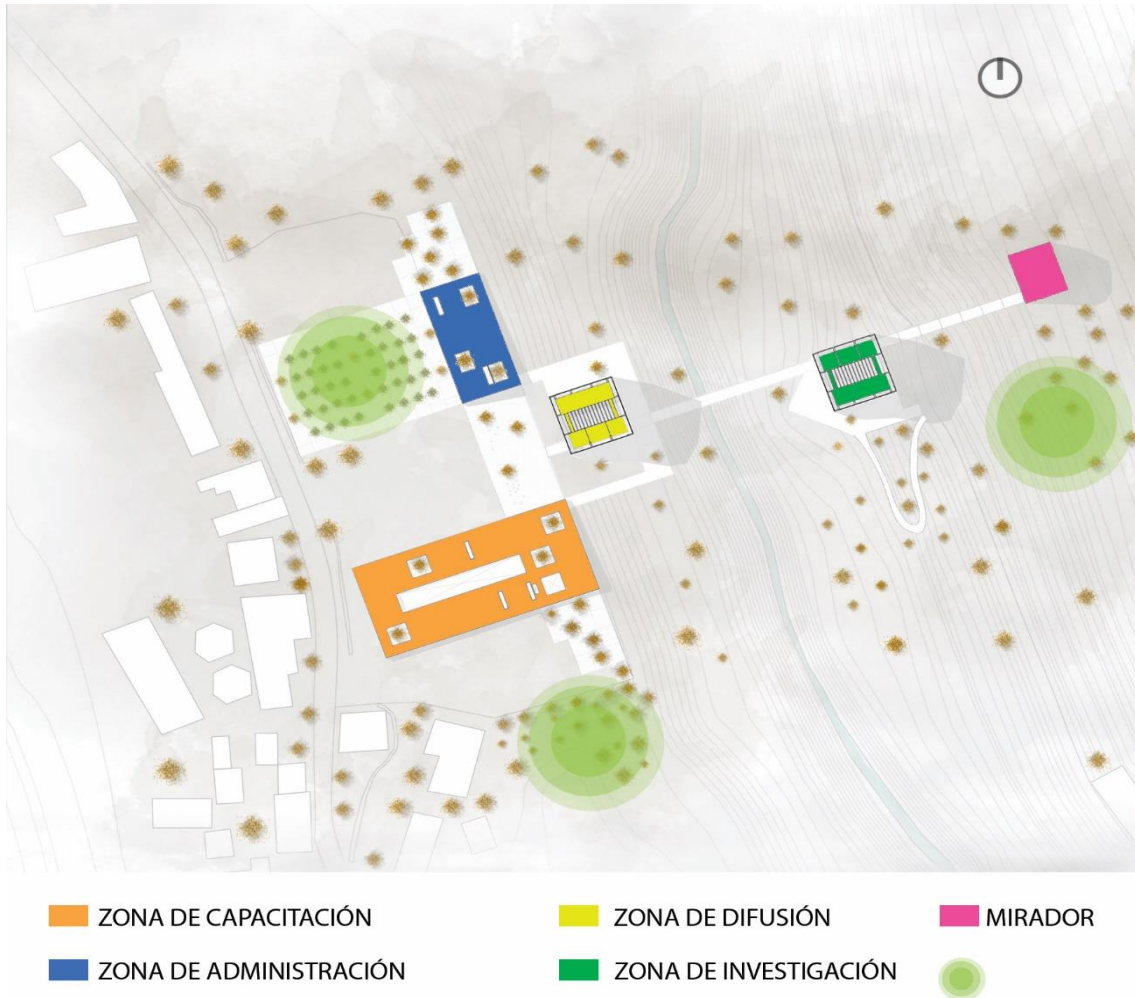 ZONA DE CAPACITACIÓN
ZONA DE DIFUSIÓN
MIRADOR
ZONA DE ADMINISTRACIÓN
ZONA DE INVESTIGACIÓN